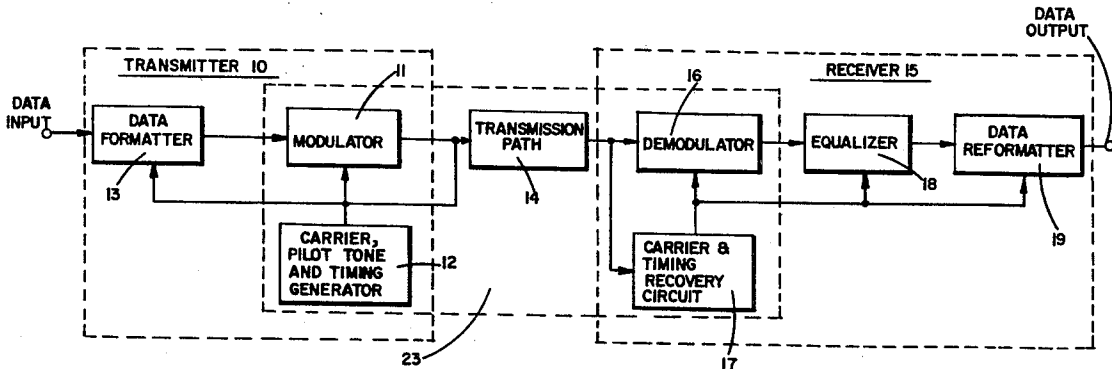 DATA
OUTPUT
TRANSMITTER 10
11
16
RECEIVER 15
DATA
INPUT
DATA
FORMATTER
MODULATOR
TRANSMISSION
PATH
DEMODULATOR
EQUALIZER
DATA
REFORMATTER
13
14
18
19
CARRIER,
PILOT TONE
AND TIMING
GENERATOR
12
CARRIER &
TIMING
RECOVERY
CIRCUIT
23
17